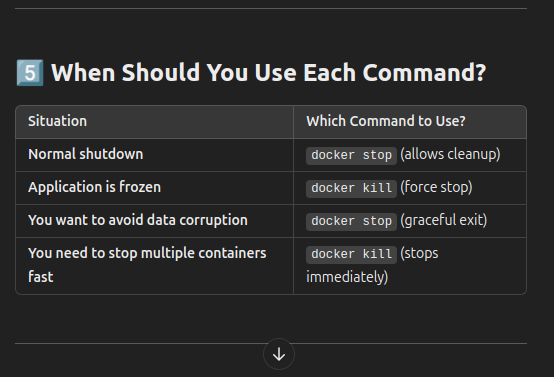 5 When Should You Use Each Command?
Situation
Which Command to Use?
Normal shutdown
docker stop (allows cleanup)
Application is frozen
docker kill (force stop)
You want to avoid data corruption
docker stop (graceful exit)
You need to stop multiple containers
fast
docker kill (stops
immediately)